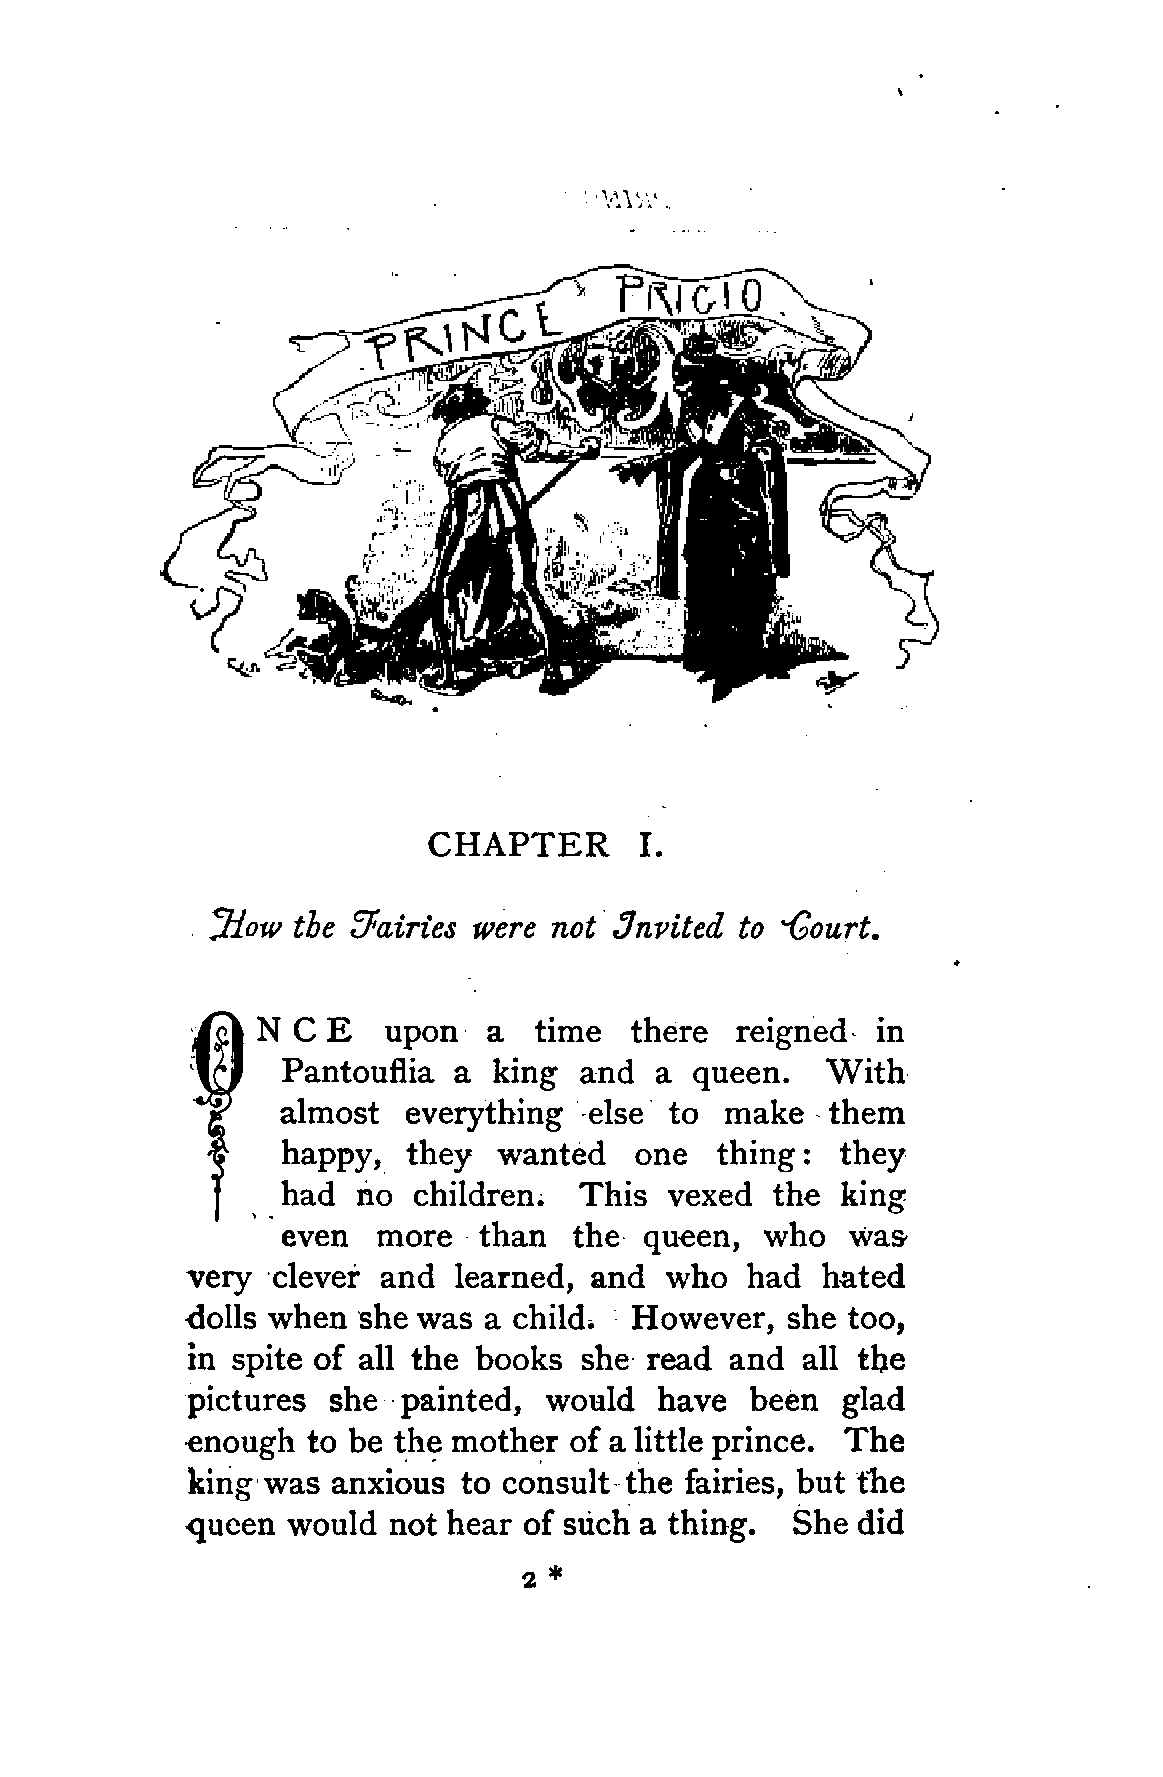 PRINCE PRIGIO
CHAPTER I.
How the Fairies were not Invited to Court.
ONCE upon a time there reigned in
Pantouflia a king and a queen. With
almost everything else to make them
happy, they wanted one thing: they
had no children. This vexed the king
even more than the queen, who was
very clever and learned, and who had hated
dolls when she was a child. However, she too,
in spite of all the books she read and all the
pictures she painted, would have been glad
enough to be the mother of a little prince. The
king was anxious to consult the fairies, but the
queen would not hear of such a thing. She did
2 *